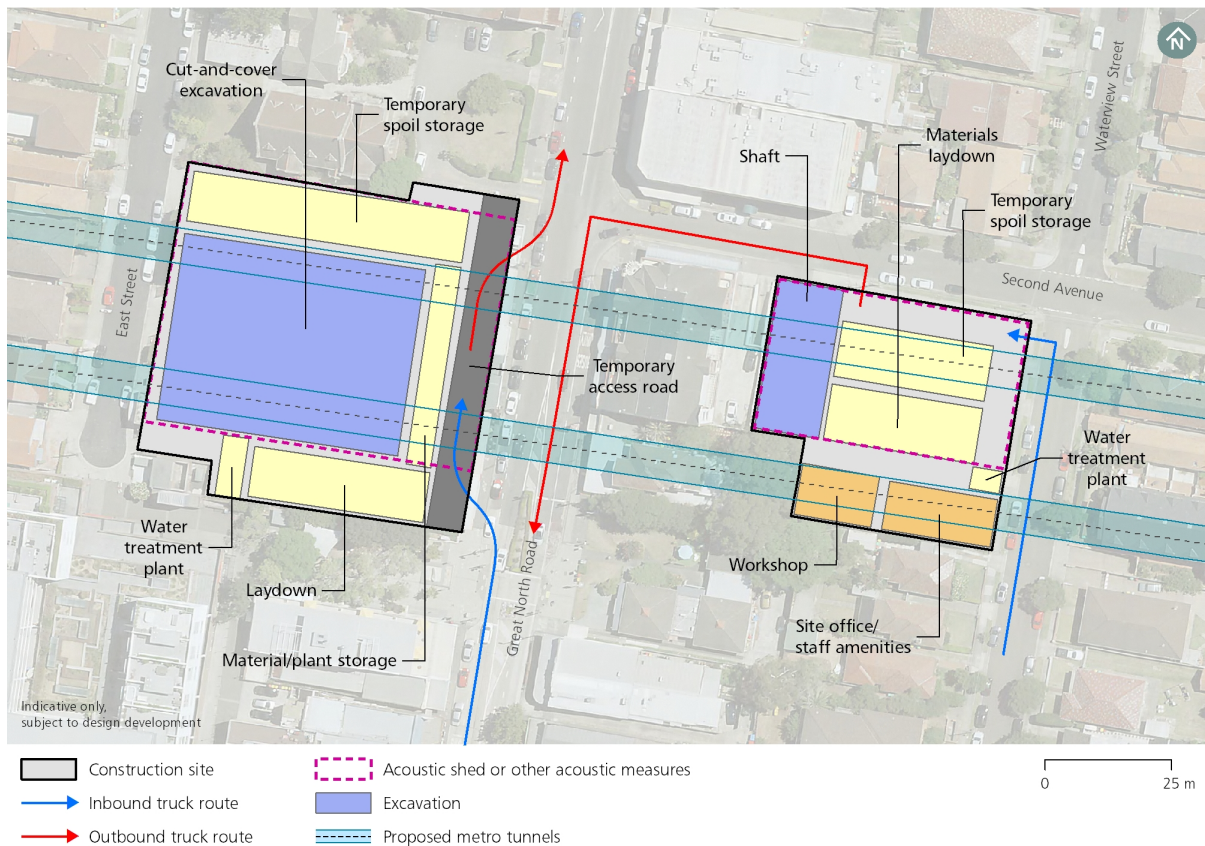 N
Cut-and-cover
excavation
Temporary
spoil storage
Shaft
Materials
laydown
Temporary
spoil storage
Waterview Street
Second Avenue
East Street
Temporary
access road
Great North Road
Water
treatment
plant
Laydown
Material/plant storage
Water
treatment
plant
Workshop
Site office/
staff amenities
Indicative only,
subject to design development
Construction site
Inbound truck route
Outbound truck route
Acoustic shed or other acoustic measures
Excavation
Proposed metro tunnels
0 25 m